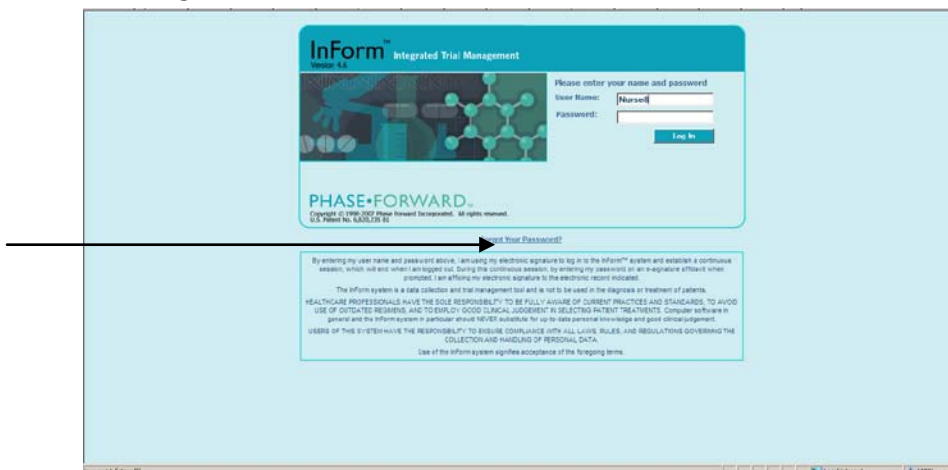 InForm™ Integrated Trial Management
Version 4.6
Please enter your name and password
User Name: Nurse8
Password:
Log In
PHASE•FORWARD™
Copyright © 1998-2007 Phase Forward Incorporated. All rights reserved.
U.S. Patent No. 6,820,235 B1
Forgot Your Password?
By entering my user name and password above, I am using my electronic signature to log in to the InForm™ system and establish a continuous
session, which will end when I am logged out. During this continuous session, by entering my password on an e-signature affidavit when
prompted, I am affixing my electronic signature to the electronic record indicated.
The InForm system is a data collection and trial management tool and is not to be used in the diagnosis or treatment of patients.
HEALTHCARE PROFESSIONALS HAVE THE SOLE RESPONSIBILITY TO BE FULLY AWARE OF CURRENT PRACTICES AND STANDARDS, TO AVOID
USE OF OUTDATED REGIMENS, AND TO EMPLOY GOOD CLINICAL JUDGEMENT IN SELECTING PATIENT TREATMENTS. Computer software in
general and the InForm system in particular should NEVER substitute for up-to-date personal knowledge and good clinical judgement.
USERS OF THIS SYSTEM HAVE THE RESPONSIBILITY TO ENSURE COMPLIANCE WITH ALL LAWS, RULES, AND REGULATIONS GOVERNING THE
COLLECTION AND HANDLING OF PERSONAL DATA.
Use of the InForm system signifies acceptance of the foregoing terms.